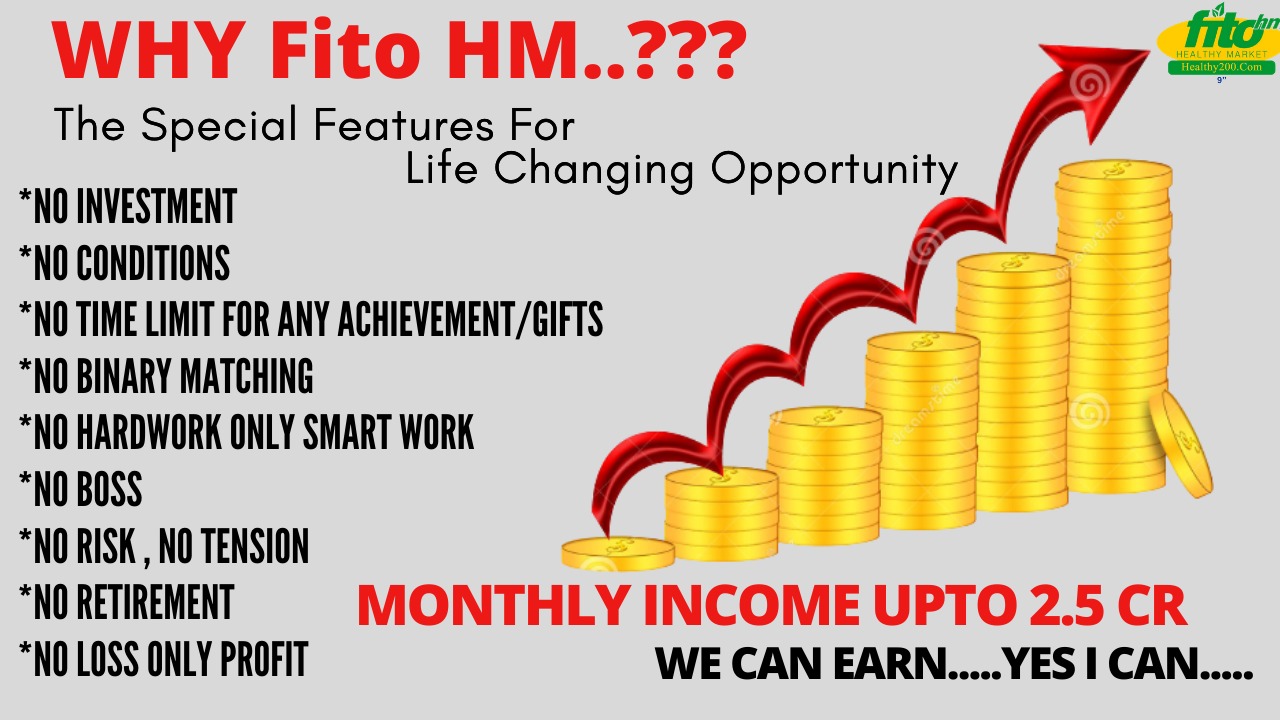 WHY Fito HM..???
fito hm
HEALTHY MARKET
Healthy200.Com
9"
The Special Features For
Life Changing Opportunity
*NO INVESTMENT
*NO CONDITIONS
*NO TIME LIMIT FOR ANY ACHIEVEMENT/GIFTS
*NO BINARY MATCHING
*NO HARDWORK ONLY SMART WORK
*NO BOSS
*NO RISK , NO TENSION
*NO RETIREMENT
*NO LOSS ONLY PROFIT
MONTHLY INCOME UPTO 2.5 CR
WE CAN EARN.....YES I CAN.....
dreamstime
dreamstime